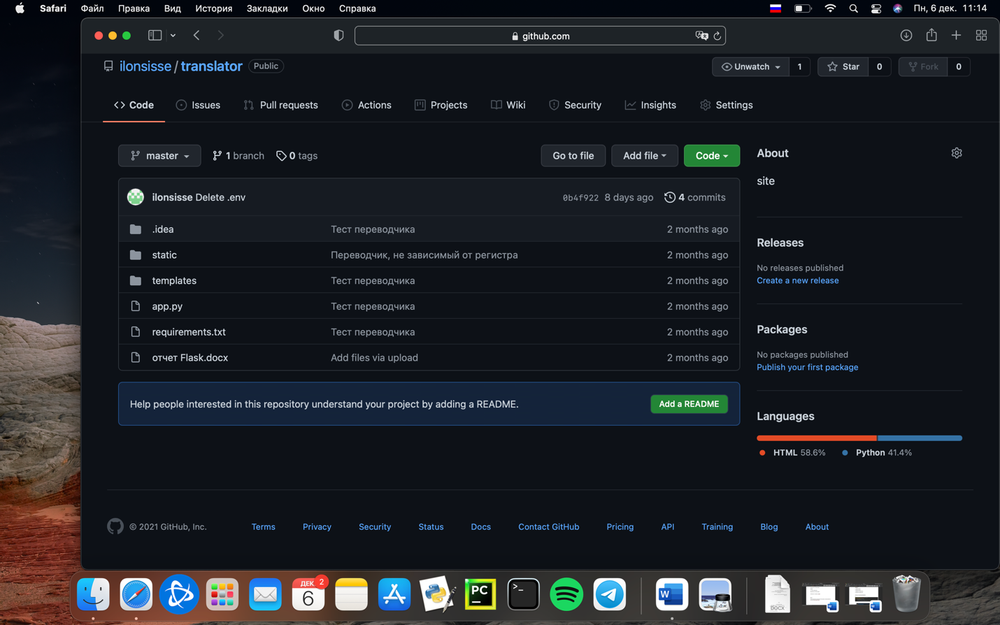 Safari Файл Правка Вид История Закладки Окно Справка Пн, 6 дек. 11:14
github.com
ilonsisse / translator Public Unwatch 1 Star 0 Fork 0
Code Issues Pull requests Actions Projects Wiki Security Insights Settings
master 1 branch 0 tags Go to file Add file Code
ilonsisse Delete .env 0b4f922 8 days ago 4 commits
.idea Тест переводчика 2 months ago
static Переводчик, не зависимый от регистра 2 months ago
templates Тест переводчика 2 months ago
app.py Тест переводчика 2 months ago
requirements.txt Тест переводчика 2 months ago
отчет Flask.docx Add files via upload 2 months ago
Help people interested in this repository understand your project by adding a README. Add a README
About
site
Releases
No releases published
Create a new release
Packages
No packages published
Publish your first package
Languages
HTML 58.6% Python 41.4%
© 2021 GitHub, Inc. Terms Privacy Security Status Docs Contact GitHub Pricing API Training Blog About
ДЕК. 2
6
PC
>_
W
DOCX